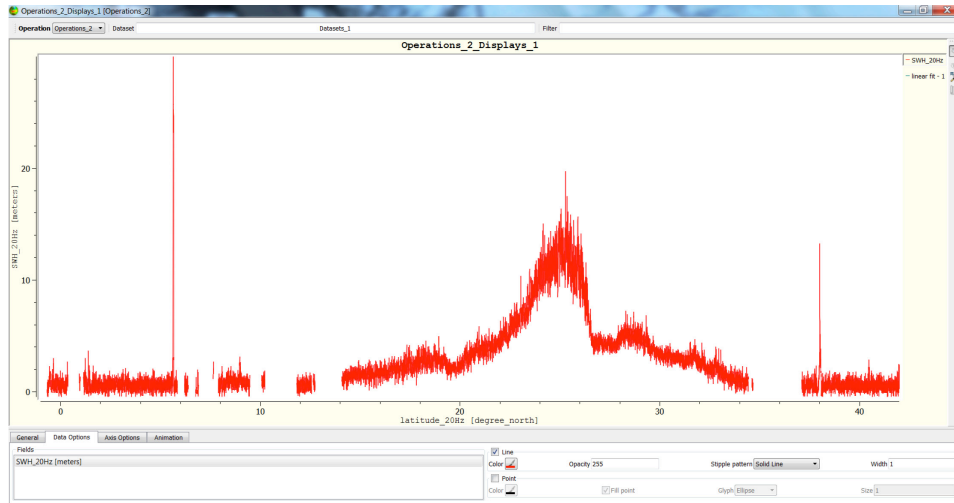 Operations_2_Displays_1 [Operations_2]
Operation Operations_2 Dataset Datasets_1 Filter
Operations_2_Displays_1
SWH_20Hz
linear fit - 1
SWH_20Hz [meters]
20
10
0
0 10 20 30 40
latitude_20Hz [degree_north]
General Data Options Axis Options Animation
Fields
SWH_20Hz [meters]
Line
Color Opacity 255 Stipple pattern Solid Line Width 1
Point
Color Fill point Glyph Ellipse Size 1